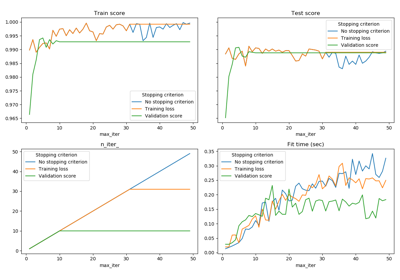 Train score
Test score
1.000
0.995
0.990
0.985
0.980
0.975
0.970
0.965
Stopping criterion
No stopping criterion
Training loss
Validation score
Stopping criterion
No stopping criterion
Training loss
Validation score
0 10 20 30 40 50
max_iter
0 10 20 30 40 50
max_iter
n_iter_
Fit time (sec)
50
40
30
20
10
0
Stopping criterion
No stopping criterion
Training loss
Validation score
0.35
0.30
0.25
0.20
0.15
0.10
0.05
0.00
Stopping criterion
No stopping criterion
Training loss
Validation score
0 10 20 30 40 50
max_iter
0 10 20 30 40 50
max_iter